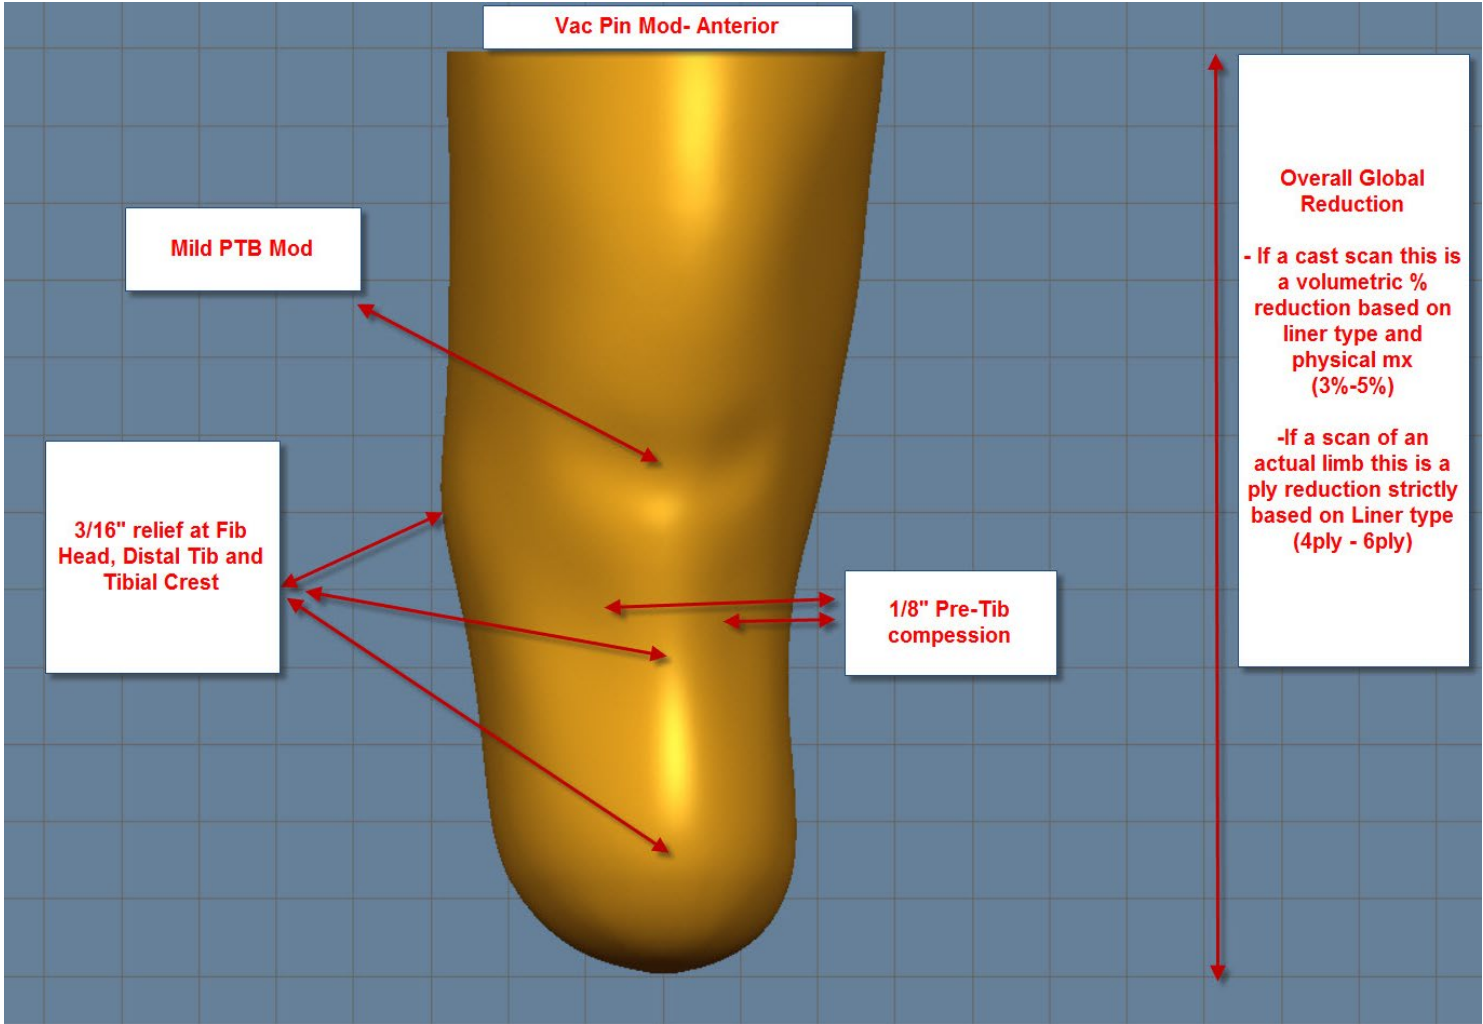 Vac Pin Mod- Anterior
Mild PTB Mod
3/16" relief at Fib
Head, Distal Tib and
Tibial Crest
1/8" Pre-Tib
compession
Overall Global
Reduction
- If a cast scan this is
a volumetric %
reduction based on
liner type and
physical mx
(3%-5%)
-If a scan of an
actual limb this is a
ply reduction strictly
based on Liner type
(4ply - 6ply)